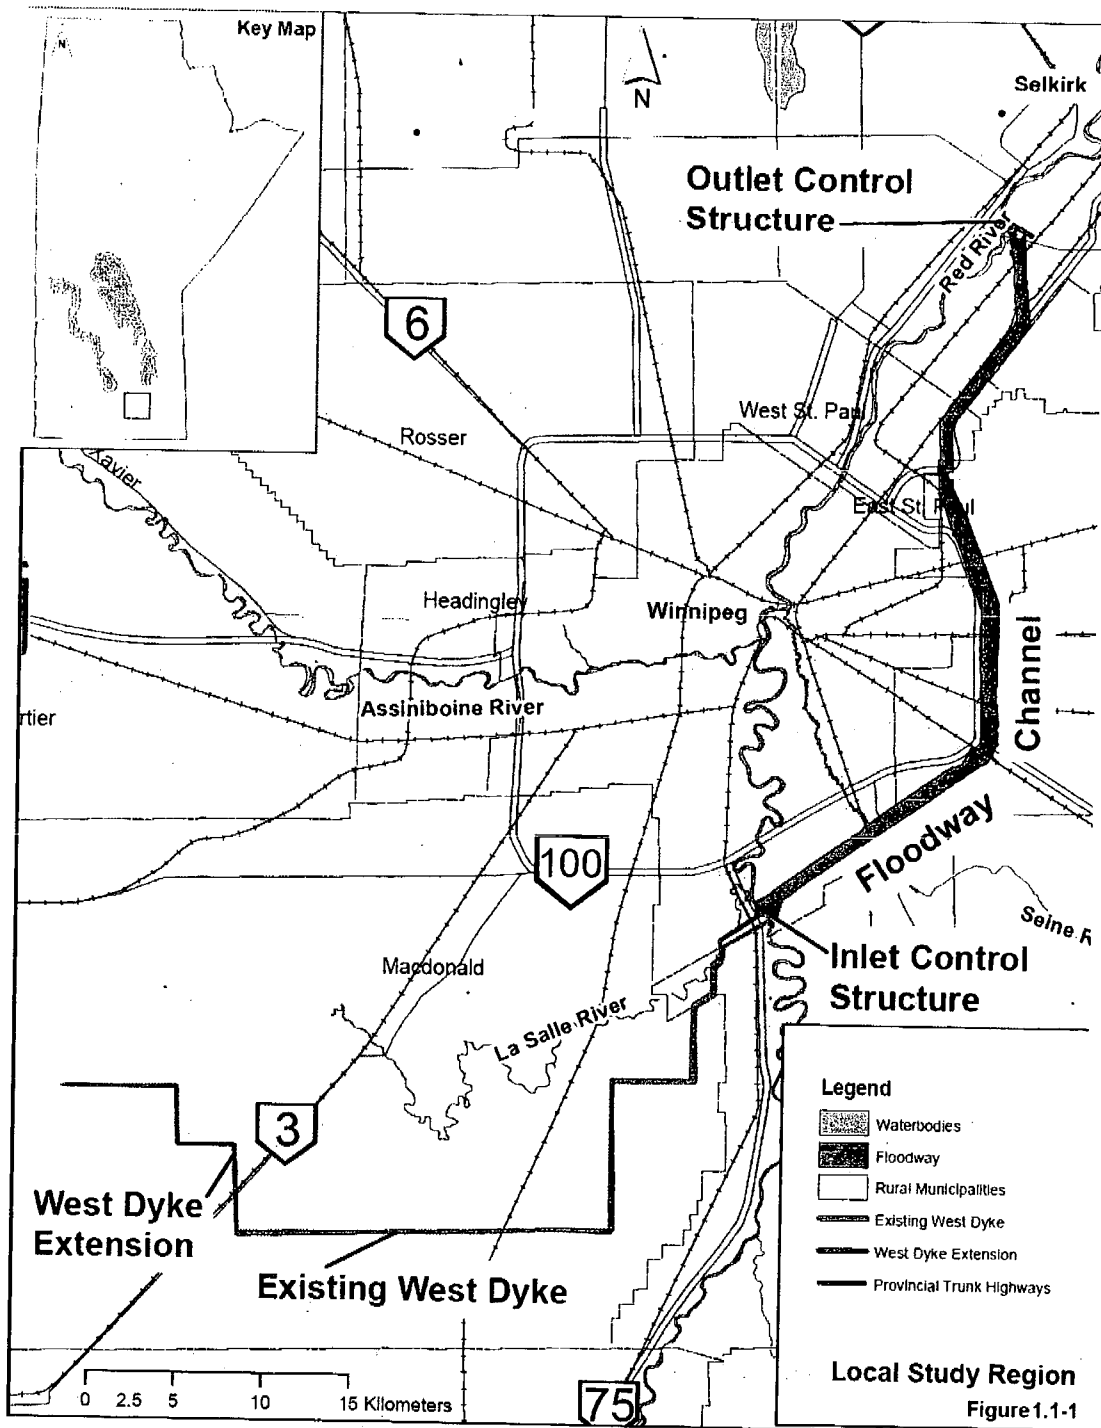 Key Map
N
N
Selkirk
Outlet Control
Structure
Red River
6
West St. Paul
Rosser
Xavier
East St. Paul
Headingley
Winnipeg
Channel
Assiniboine River
rtier
100
Floodway
Seine R
Macdonald
Inlet Control
Structure
La Salle River
3
West Dyke
Extension
Existing West Dyke
Legend
Waterbodies
Floodway
Rural Municipalities
Existing West Dyke
West Dyke Extension
Provincial Trunk Highways
0 2.5 5 10 15 Kilometers
75
Local Study Region
Figure1.1-1